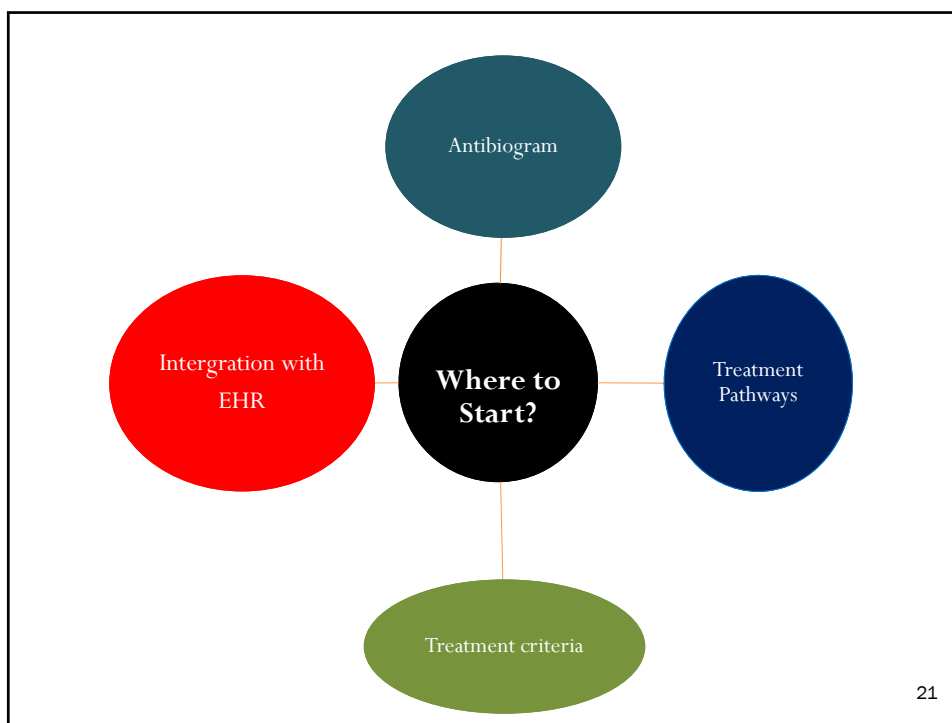 Antibiogram
Intergration with
EHR
Where to
Start?
Treatment
Pathways
Treatment criteria
21